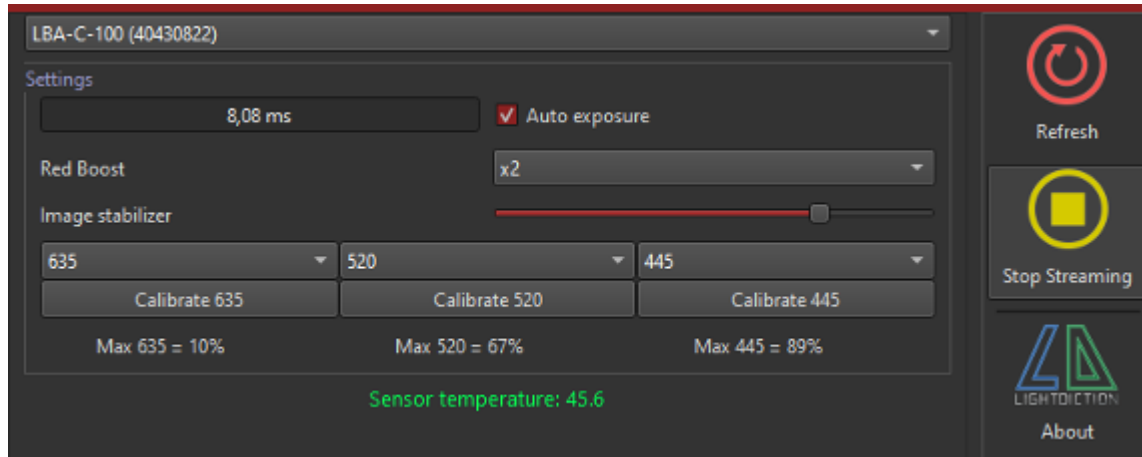 LBA-C-100 (40430822)
Settings
8,08 ms
Auto exposure
Red Boost
x2
Image stabilizer
635
520
445
Calibrate 635
Calibrate 520
Calibrate 445
Max 635 = 10%
Max 520 = 67%
Max 445 = 89%
Sensor temperature: 45.6
Refresh
Stop Streaming
LIGHTDICTION
About